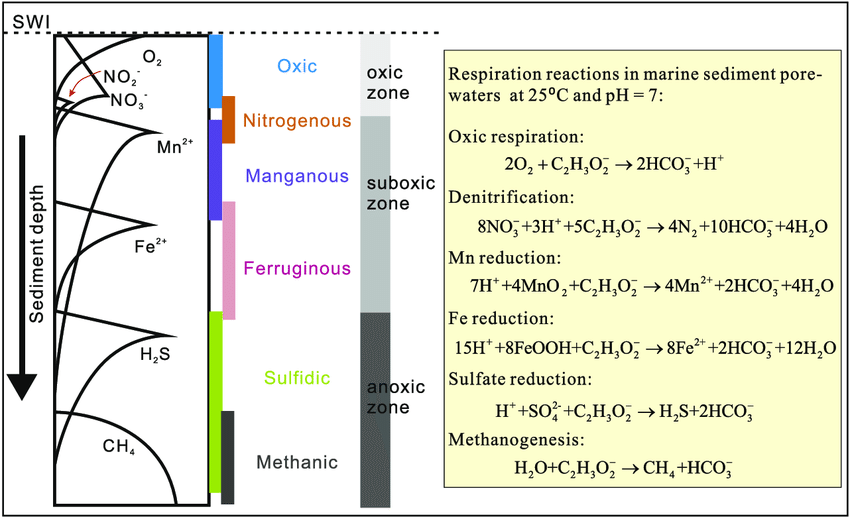 SWI
O₂
NO₂⁻
NO₃⁻
Mn²⁺
Fe²⁺
H₂S
CH₄
Sediment depth
Oxic
Nitrogenous
Manganous
Ferruginous
Sulfidic
Methanic
oxic
zone
suboxic
zone
anoxic
zone
Respiration reactions in marine sediment pore-
waters at 25⁰C and pH = 7:
Oxic respiration:
2O₂ + C₂H₃O₂⁻ → 2HCO₃⁻ + H⁺
Denitrification:
8NO₃⁻+3H⁺+5C₂H₃O₂⁻ → 4N₂+10HCO₃⁻+4H₂O
Mn reduction:
7H⁺+4MnO₂+C₂H₃O₂⁻ → 4Mn²⁺+2HCO₃⁻+4H₂O
Fe reduction:
15H⁺+8FeOOH+C₂H₃O₂⁻ → 8Fe²⁺+2HCO₃⁻+12H₂O
Sulfate reduction:
H⁺+SO₄²⁻+C₂H₃O₂⁻ → H₂S+2HCO₃⁻
Methanogenesis:
H₂O+C₂H₃O₂⁻ → CH₄+HCO₃⁻